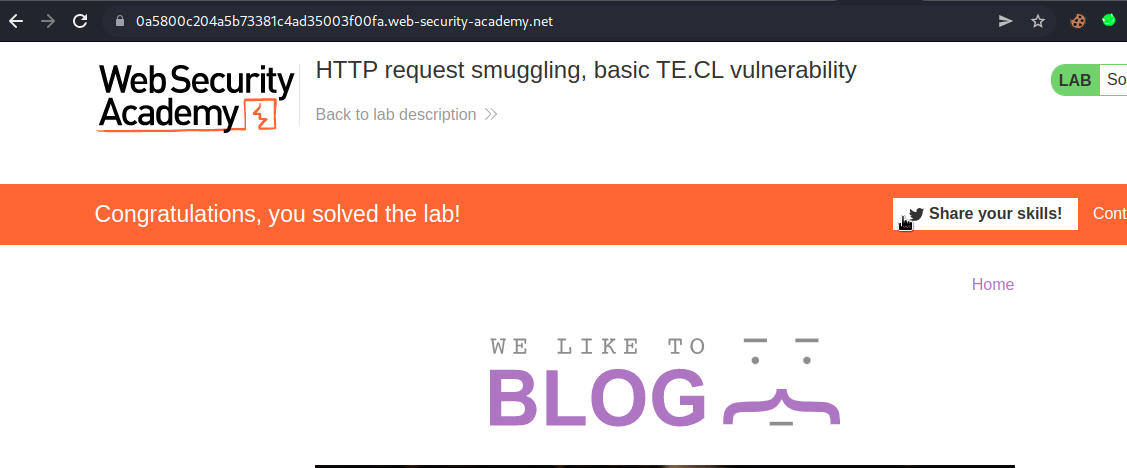 0a5800c204a5b73381c4ad35003f00fa.web-security-academy.net
Web Security
Academy
HTTP request smuggling, basic TE.CL vulnerability
Back to lab description
LAB So
Congratulations, you solved the lab!
Share your skills! Cont
Home
WE LIKE TO
BLOG